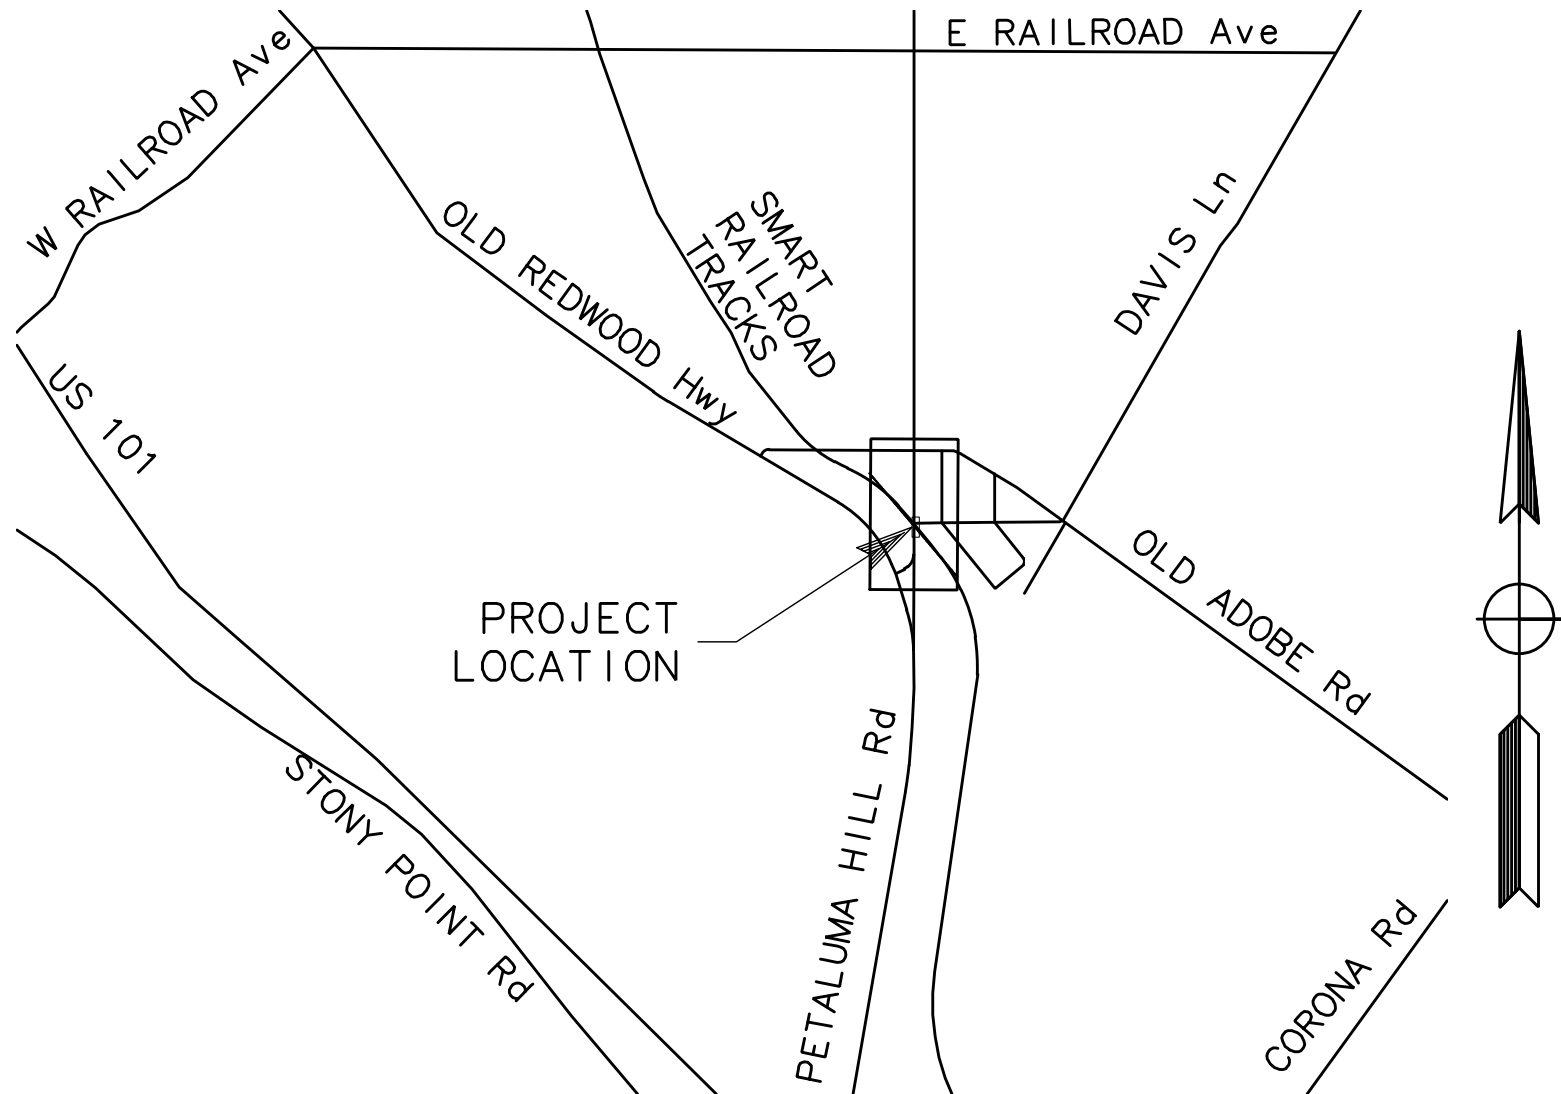 E RAILROAD Ave
W RAILROAD Ave
OLD REDWOOD Hwy
SMART
RAILROAD
TRACKS
DAVIS Ln
US 101
OLD ADOBE Rd
PROJECT
LOCATION
STONY POINT Rd
PETALUMA HILL Rd
CORONA Rd